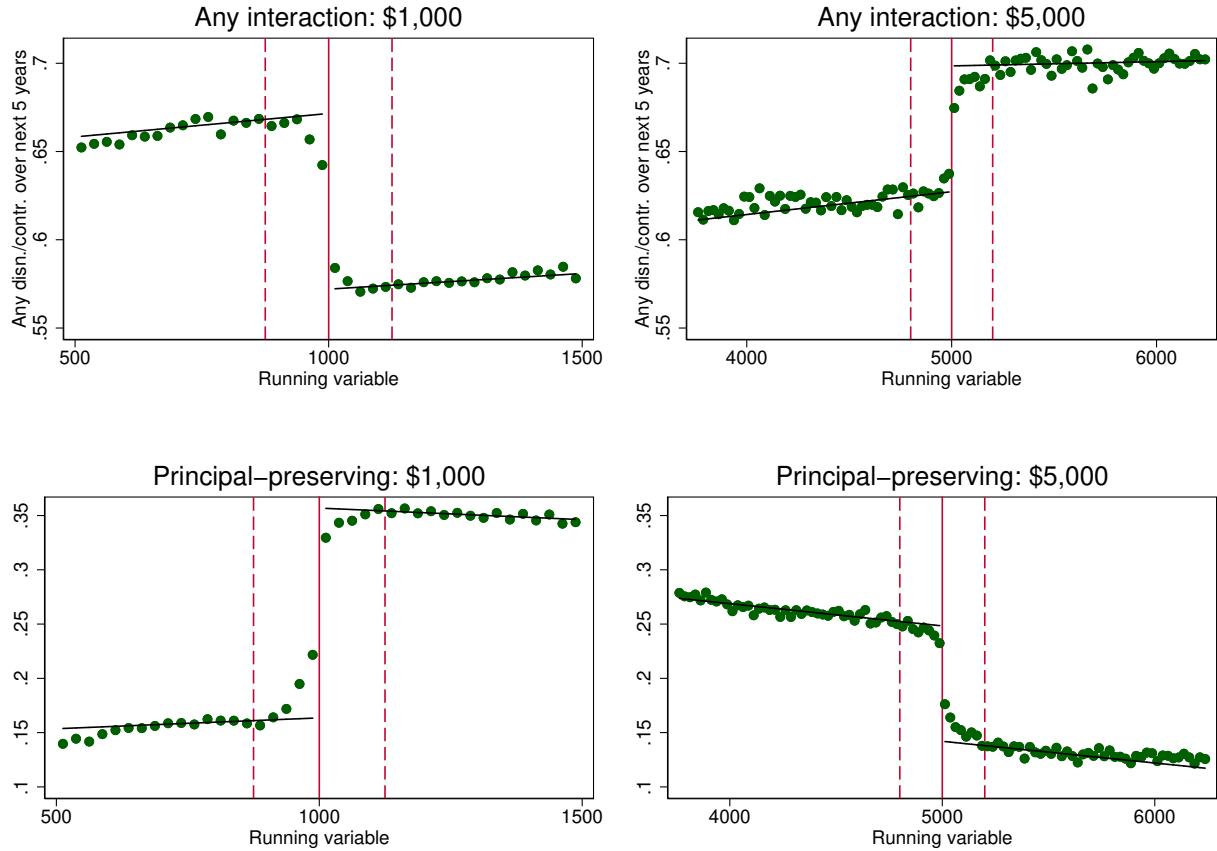 Any interaction: $1,000
Any disn./contr. over next 5 years
.55 .6 .65 .7
500 1000 1500
Running variable
Any interaction: $5,000
Any disn./contr. over next 5 years
.55 .6 .65 .7
4000 5000 6000
Running variable
Principal−preserving: $1,000
.1 .15 .2 .25 .3 .35
500 1000 1500
Running variable
Principal−preserving: $5,000
.1 .15 .2 .25 .3 .35
4000 5000 6000
Running variable